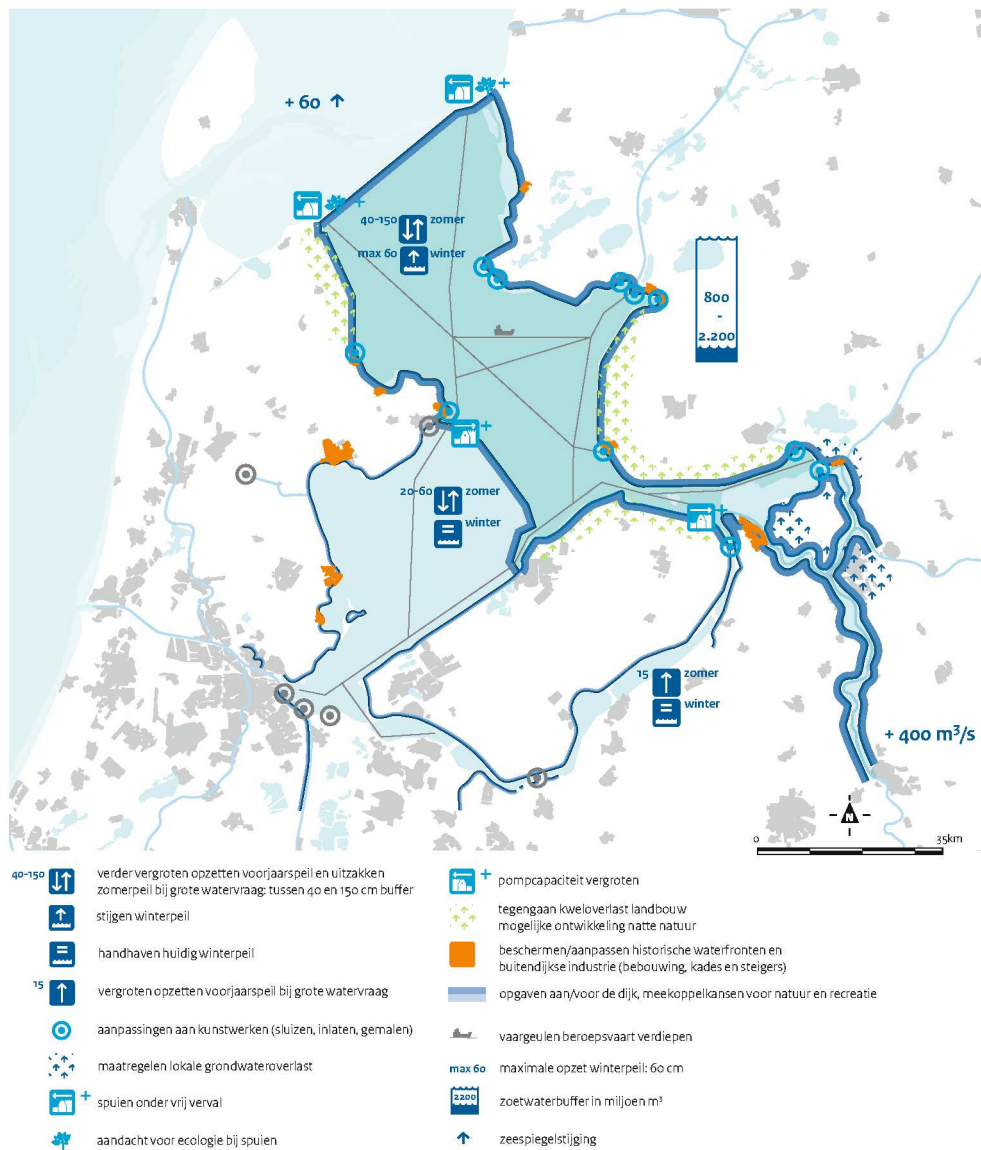 + 60
+
+
40-150 zomer
max 60 winter
800
-
2.200
+
20-60 zomer
winter
+
15 zomer
winter
+ 400 m³/s
N
0 35km
40-150 verder vergroten opzetten voorjaarspeil en uitzakken
zomerpeil bij grote watervraag: tussen 40 en 150 cm buffer
stijgen winterpeil
handhaven huidig winterpeil
15 vergroten opzetten voorjaarspeil bij grote watervraag
aanpassingen aan kunstwerken (sluizen, inlaten, gemalen)
maatregelen lokale grondwateroverlast
+ spuien onder vrij verval
aandacht voor ecologie bij spuien
+ pompcapaciteit vergroten
tegengaan kweloverlast landbouw
mogelijke ontwikkeling natte natuur
beschermen/aanpassen historische waterfronten en
buitendijkse industrie (bebouwing, kades en steigers)
opgaven aan/voor de dijk, meekoppelkansen voor natuur en recreatie
vaargeulen beroepsvaart verdiepen
max 60 maximale opzet winterpeil: 60 cm
2200 zoetwaterbuffer in miljoen m³
zeespiegelstijging